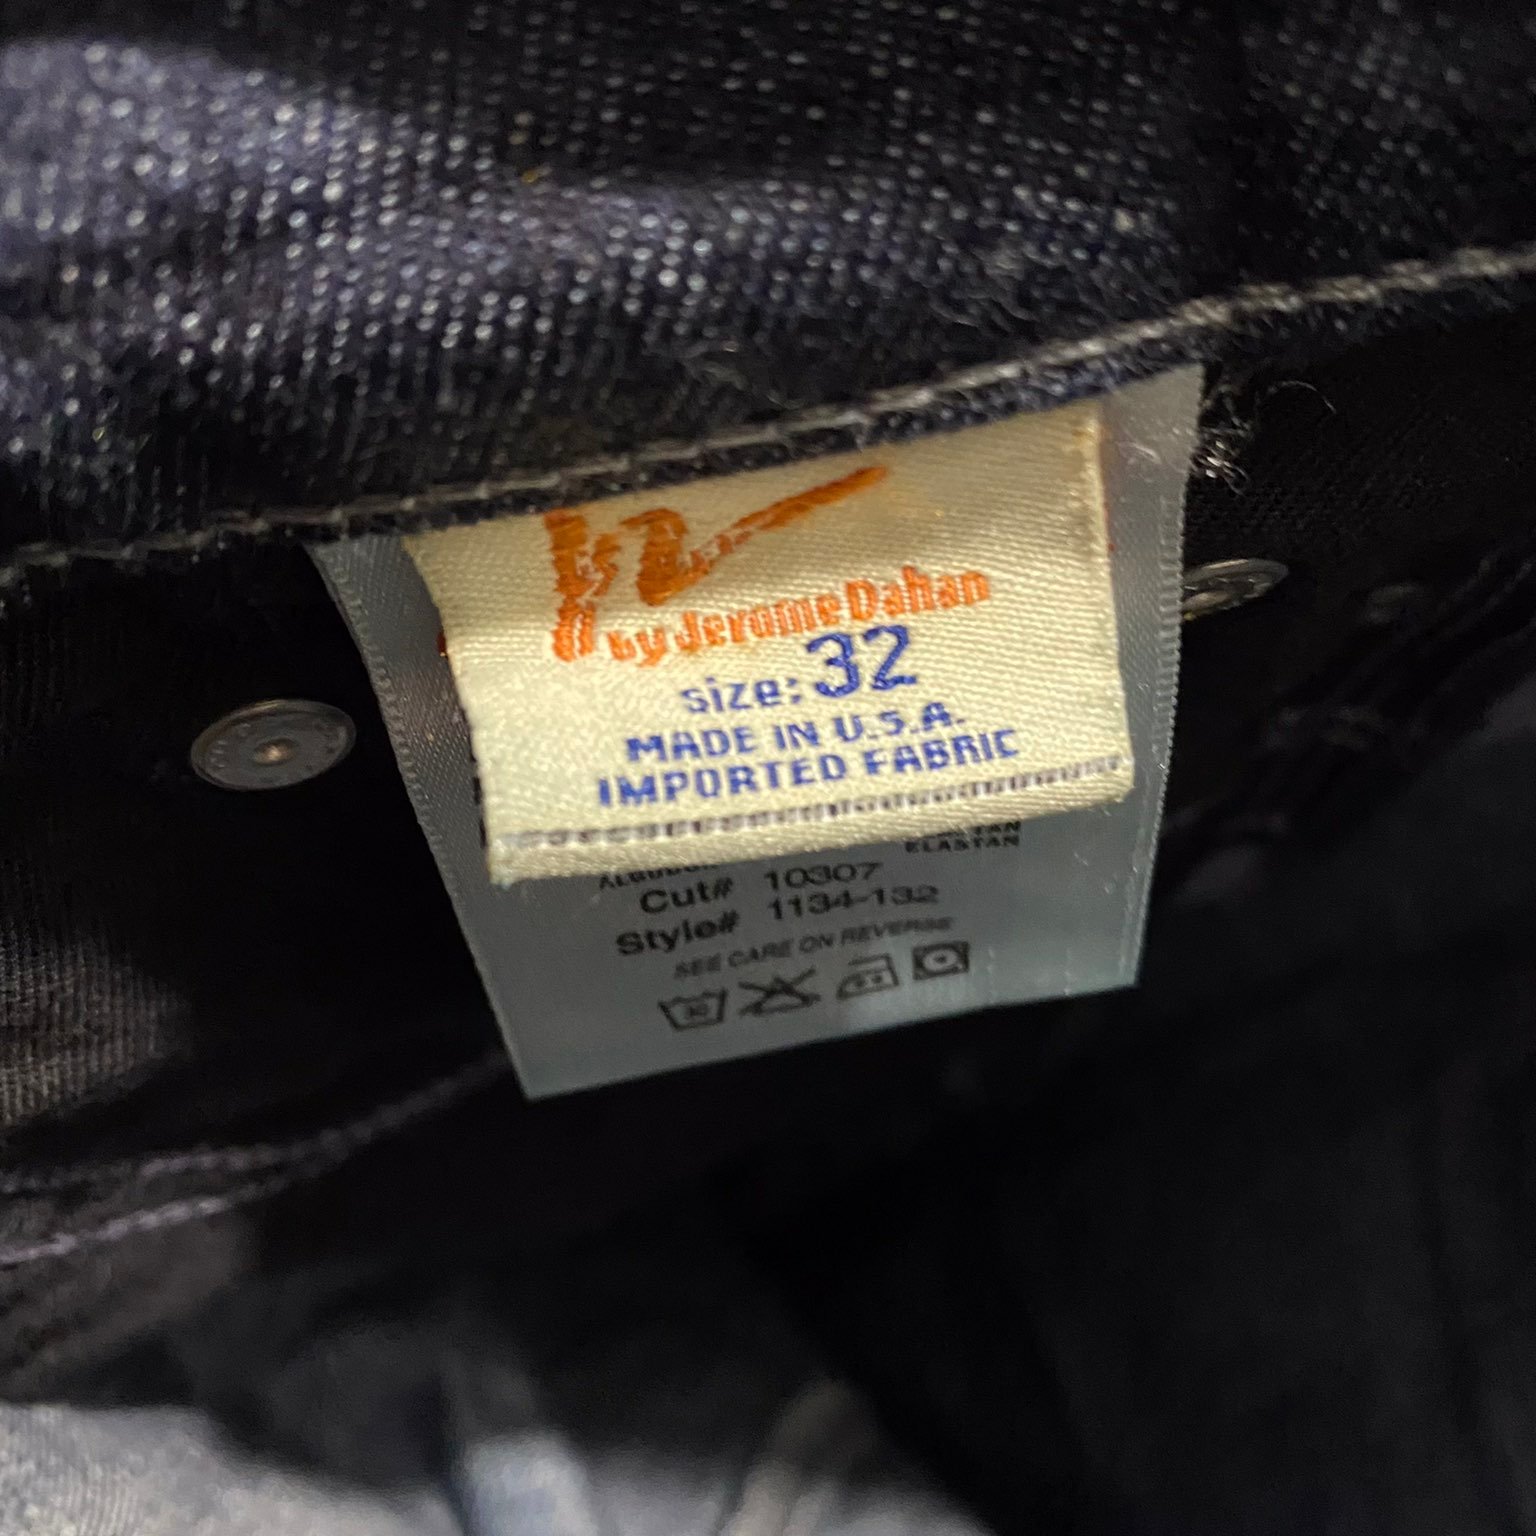 by Jerome Dahan
size: 32
MADE IN U.S.A.
IMPORTED FABRIC
ELASTAN
Cut# 10307
Style# 1134-132
SEE CARE ON REVERSE
30